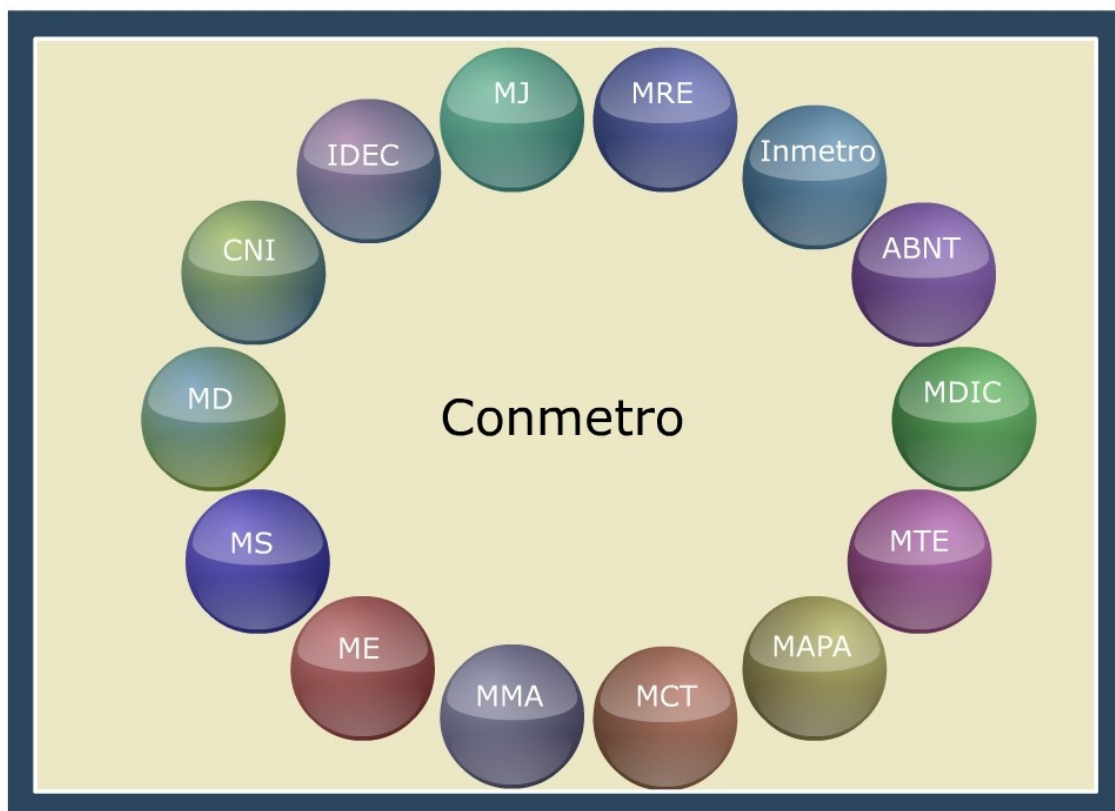 MJ
MRE
IDEC
Inmetro
CNI
ABNT
MD
Conmetro
MDIC
MS
MTE
ME
MAPA
MMA
MCT